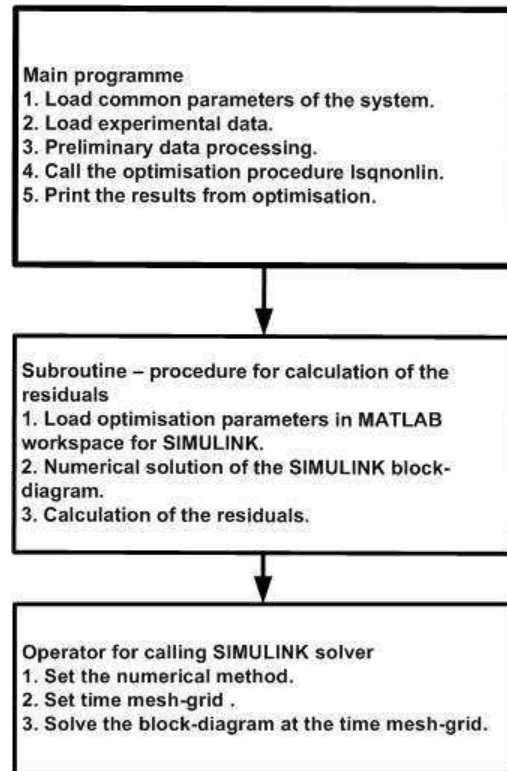 Main programme
1. Load common parameters of the system.
2. Load experimental data.
3. Preliminary data processing.
4. Call the optimisation procedure lsqnonlin.
5. Print the results from optimisation.
Subroutine – procedure for calculation of the
residuals
1. Load optimisation parameters in MATLAB
workspace for SIMULINK.
2. Numerical solution of the SIMULINK block-
diagram.
3. Calculation of the residuals.
Operator for calling SIMULINK solver
1. Set the numerical method.
2. Set time mesh-grid .
3. Solve the block-diagram at the time mesh-grid.